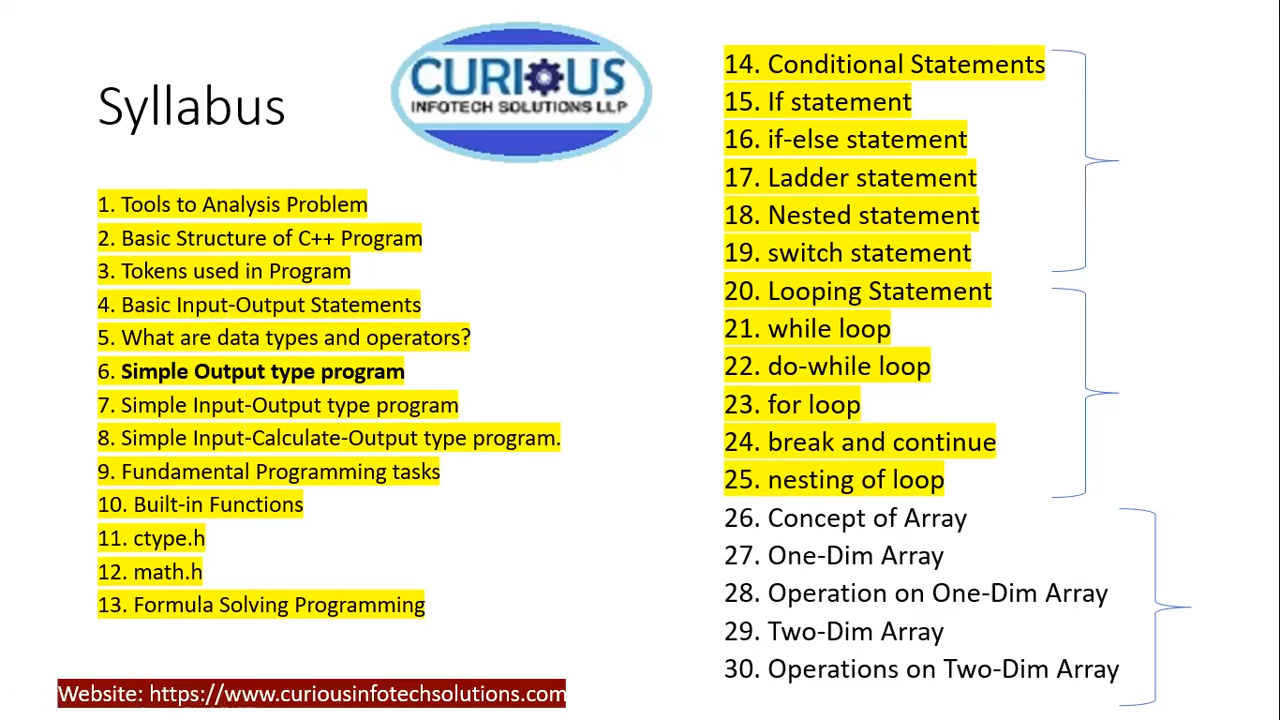 Syllabus
CURIOUS
INFOTECH SOLUTIONS LLP
1. Tools to Analysis Problem
2. Basic Structure of C++ Program
3. Tokens used in Program
4. Basic Input-Output Statements
5. What are data types and operators?
6. Simple Output type program
7. Simple Input-Output type program
8. Simple Input-Calculate-Output type program.
9. Fundamental Programming tasks
10. Built-in Functions
11. ctype.h
12. math.h
13. Formula Solving Programming
14. Conditional Statements
15. If statement
16. if-else statement
17. Ladder statement
18. Nested statement
19. switch statement
20. Looping Statement
21. while loop
22. do-while loop
23. for loop
24. break and continue
25. nesting of loop
26. Concept of Array
27. One-Dim Array
28. Operation on One-Dim Array
29. Two-Dim Array
30. Operations on Two-Dim Array
Website: https://www.curiousinfotechsolutions.com